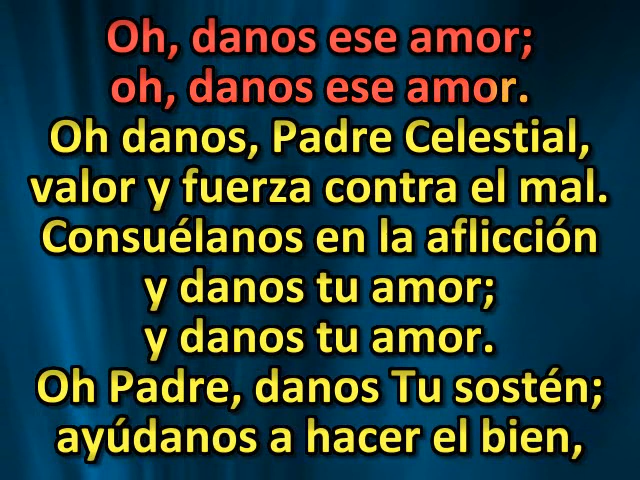 Oh, danos ese amor;
oh, danos ese amor.
Oh danos, Padre Celestial,
valor y fuerza contra el mal.
Consuélanos en la aflicción
y danos tu amor;
y danos tu amor.
Oh Padre, danos Tu sostén;
ayúdanos a hacer el bien,